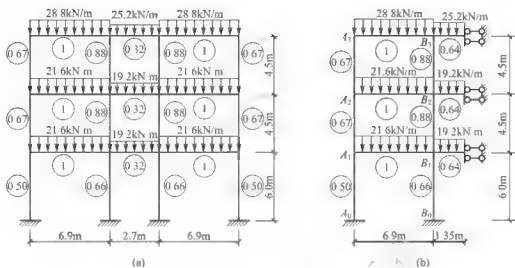 28.8kN/m 25.2kN/m 28.8kN/m
0 67 1 0.88 0 32 0.88 1 0 67
4.5m
21 6kN m 19.2kN m 21.6kN m
0 67 1 0 88 0 32 0.88 1 0 67
4.5m
21.6kN m 19.2kN m 21 6kN m
0 50 1 0 66 0 32 0 66 1 0.50
6.0m
6.9m 2.7m 6.9m
(a)
28.8kN/m 25.2kN/m
0.67 1 B3 0.88 0.64
4.5m
21.6kN/m 19.2kN/m
A2 0.67 1 B2 0.88 0.64
4.5m
21 6kN/m 19.2kN m
A1 0 50 1 B1 0 66 0.64
6.0m
B0
6.9m 1 35m
(b)